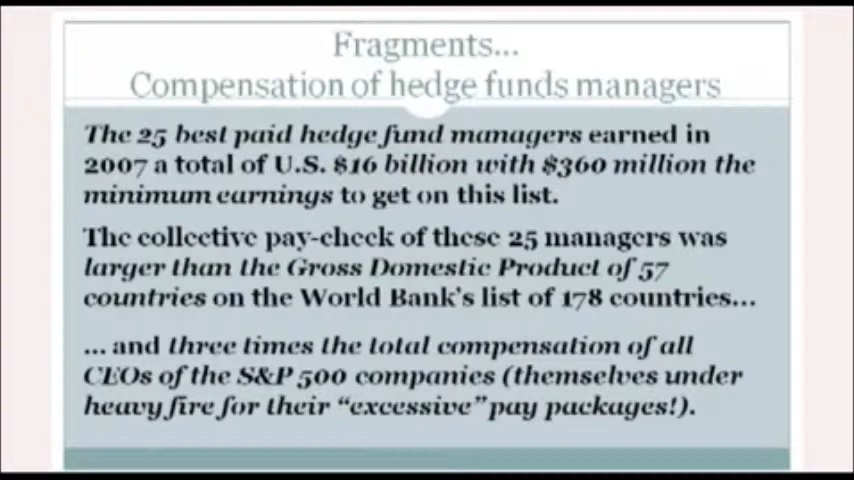 Fragments...
Compensation of hedge funds managers
The 25 best paid hedge fund managers earned in
2007 a total of U.S. $16 billion with $360 million the
minimum earnings to get on this list.
The collective pay-check of these 25 managers was
larger than the Gross Domestic Product of 57
countries on the World Bank's list of 178 countries...
... and three times the total compensation of all
CEOs of the S&P 500 companies (themselves under
heavy fire for their “excessive” pay packages!).